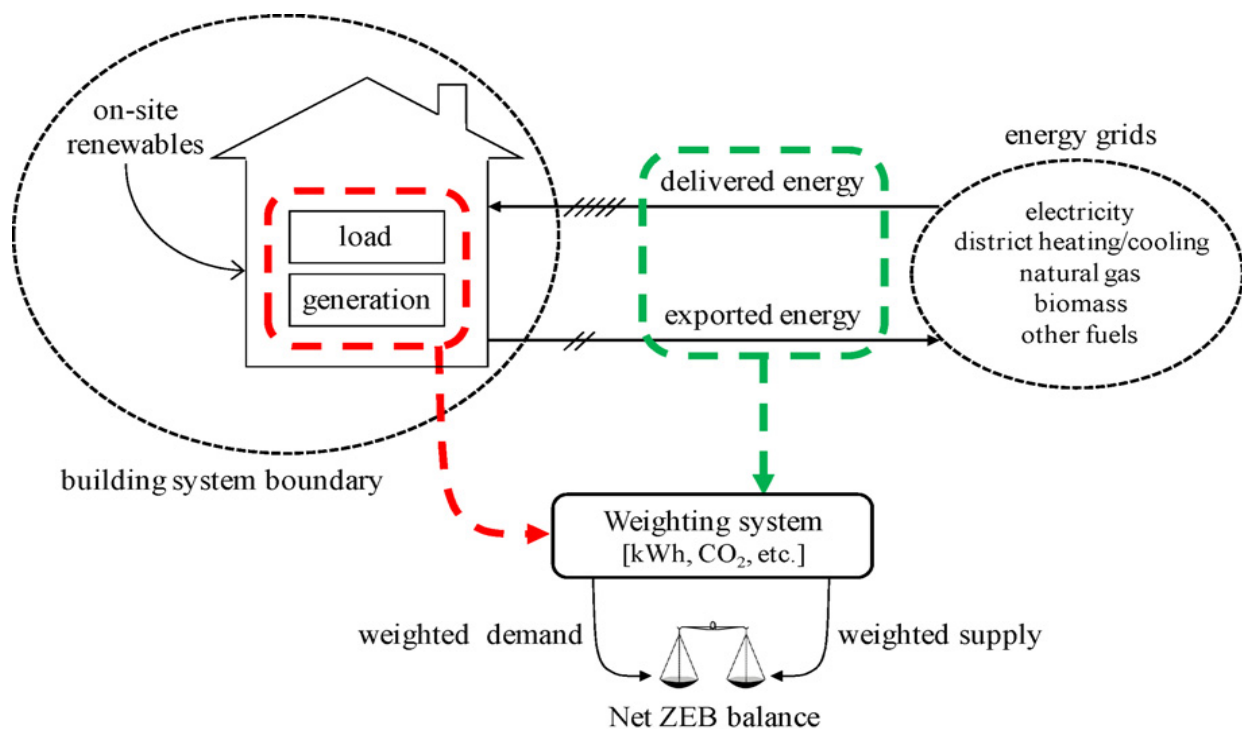 on-site
renewables
load
generation
building system boundary
delivered energy
exported energy
energy grids
electricity
district heating/cooling
natural gas
biomass
other fuels
Weighting system
[kWh, CO₂, etc.]
weighted demand
weighted supply
Net ZEB balance